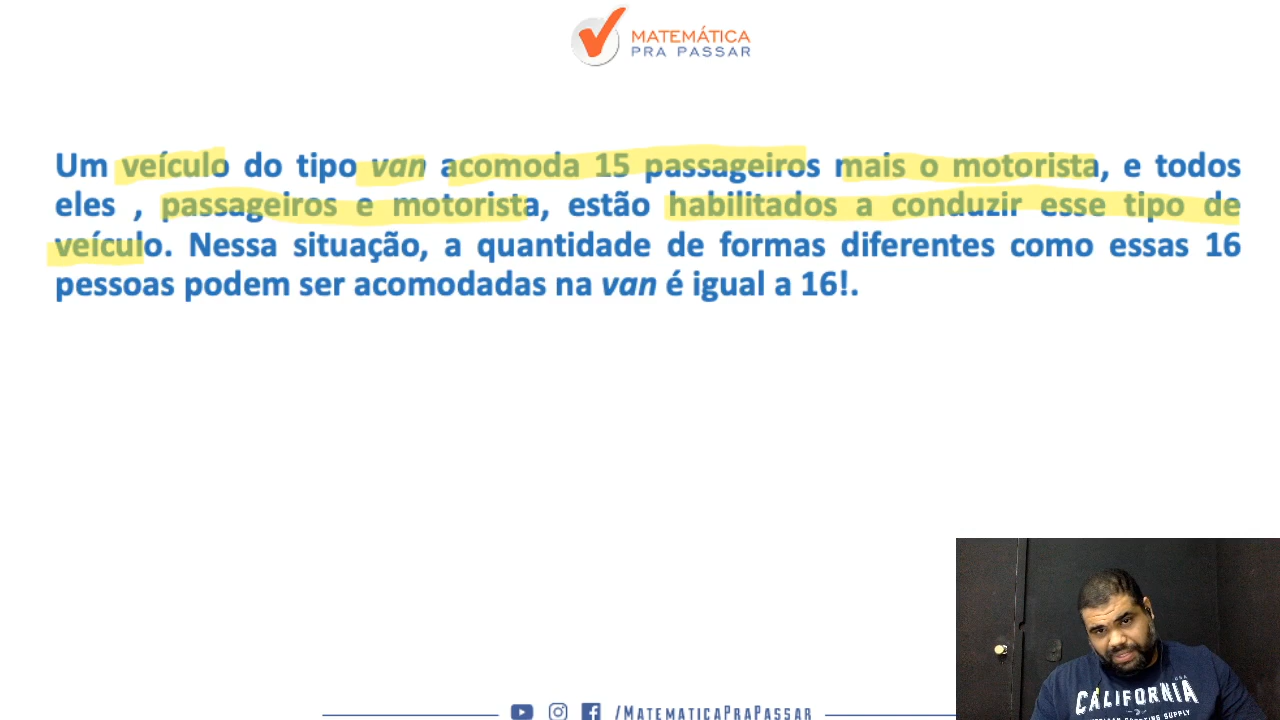 MATEMÁTICA
PRA PASSAR
Um veículo do tipo van acomoda 15 passageiros mais o motorista, e todos
eles , passageiros e motorista, estão habilitados a conduzir esse tipo de
veículo. Nessa situação, a quantidade de formas diferentes como essas 16
pessoas podem ser acomodadas na van é igual a 16!.
CALIFORNIA
SUPPLY
/MATEMATICAPRAPASSAR